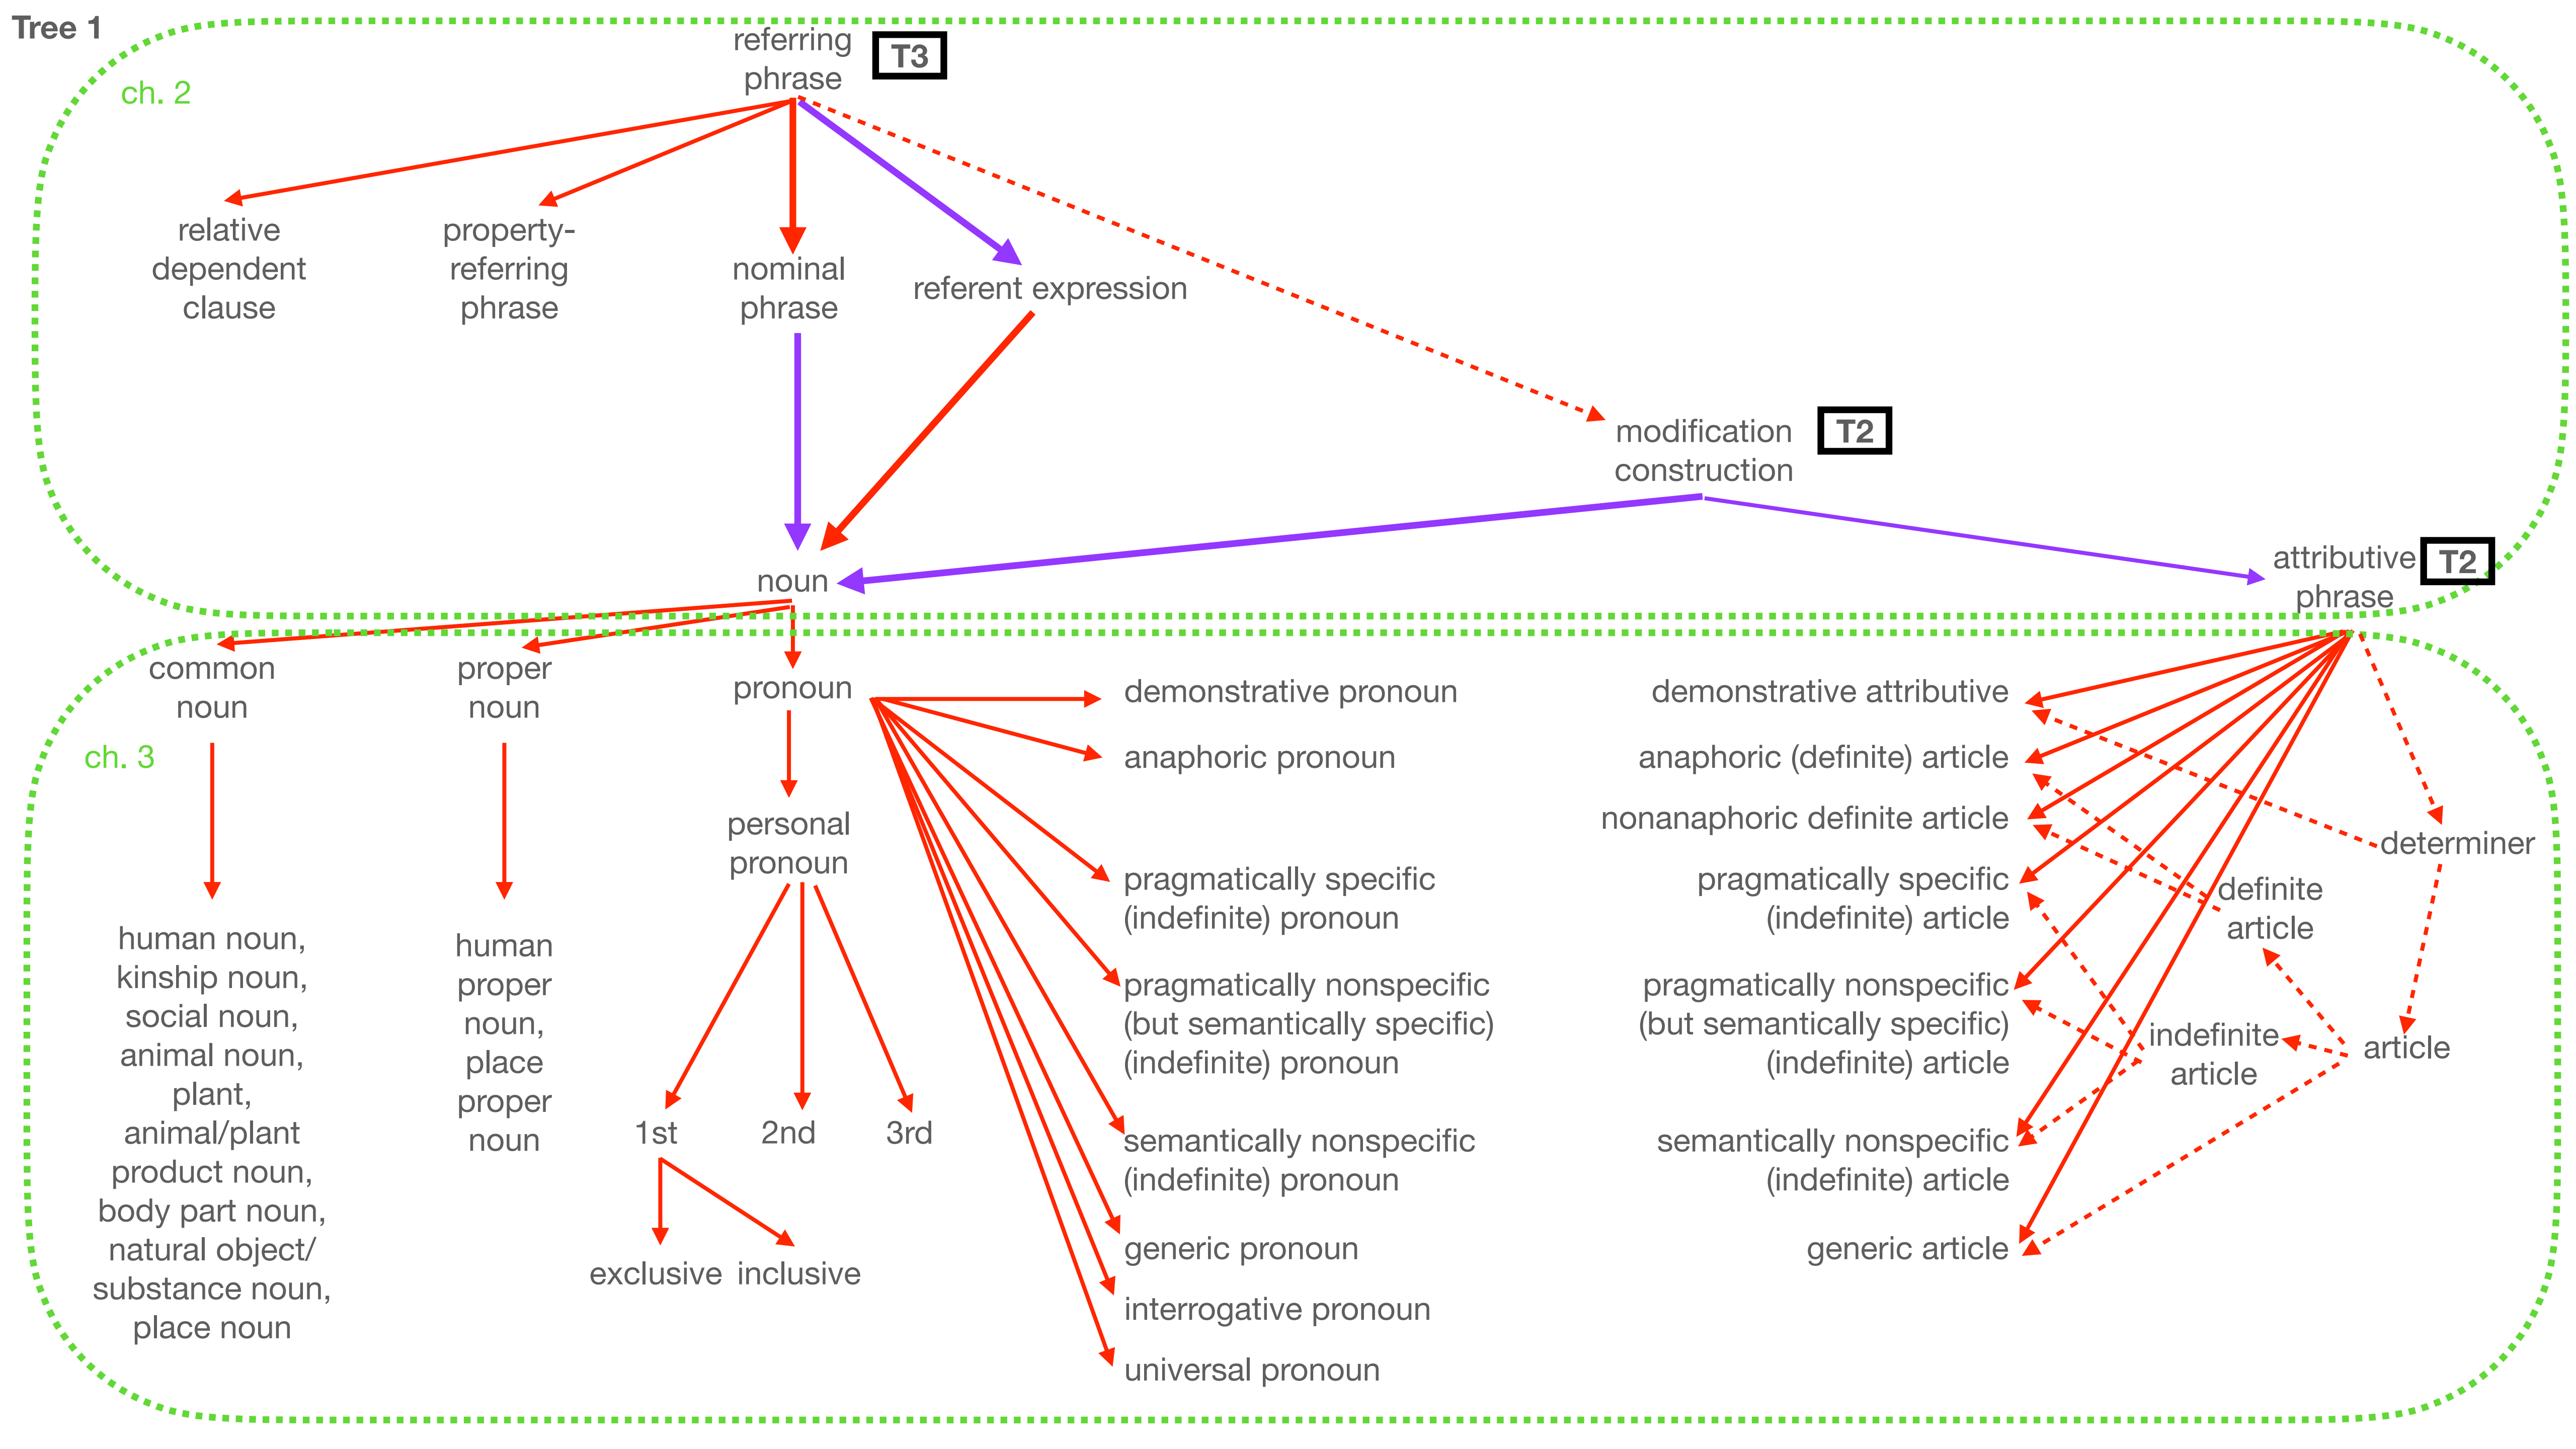 Tree 1
referring
phrase
T3
ch. 2
relative
dependent
clause
property-
referring
phrase
nominal
phrase
referent expression
modification
construction
T2
noun
attributive
phrase
T2
common
noun
proper
noun
pronoun
ch. 3
personal
pronoun
human noun,
kinship noun,
social noun,
animal noun,
plant,
animal/plant
product noun,
body part noun,
natural object/
substance noun,
place noun
human
proper
noun,
place
proper
noun
1st
2nd
3rd
exclusive
inclusive
demonstrative pronoun
anaphoric pronoun
pragmatically specific
(indefinite) pronoun
pragmatically nonspecific
(but semantically specific)
(indefinite) pronoun
semantically nonspecific
(indefinite) pronoun
generic pronoun
interrogative pronoun
universal pronoun
demonstrative attributive
anaphoric (definite) article
nonanaphoric definite article
pragmatically specific
(indefinite) article
pragmatically nonspecific
(but semantically specific)
(indefinite) article
semantically nonspecific
(indefinite) article
generic article
determiner
definite
article
indefinite
article
article